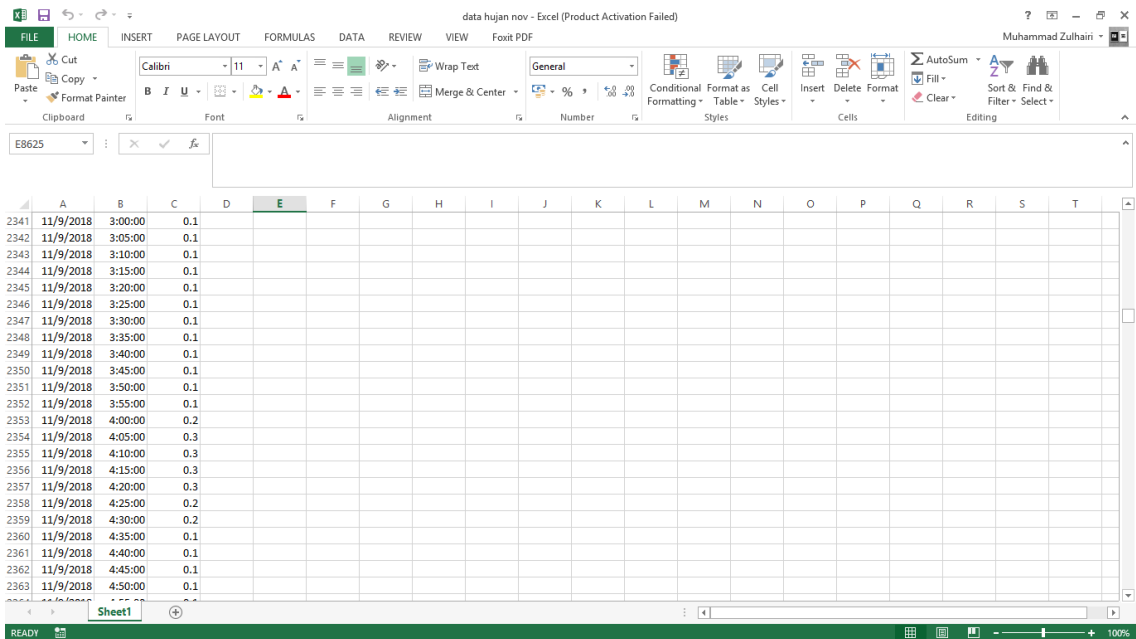 data hujan nov - Excel (Product Activation Failed)
FILE HOME INSERT PAGE LAYOUT FORMULAS DATA REVIEW VIEW Foxit PDF Muhammad Zulhairi
Paste
Cut
Copy
Format Painter
Clipboard
Calibri 11
B I U
Font
Wrap Text
Merge & Center
Alignment
General
Number
Conditional Formatting
Format as Table
Cell Styles
Styles
Insert Delete Format
Cells
AutoSum
Fill
Clear
Sort & Filter
Find & Select
Editing
E8625 fx
A B C D E F G H I J K L M N O P Q R S T
2341 11/9/2018 3:00:00 0.1
2342 11/9/2018 3:05:00 0.1
2343 11/9/2018 3:10:00 0.1
2344 11/9/2018 3:15:00 0.1
2345 11/9/2018 3:20:00 0.1
2346 11/9/2018 3:25:00 0.1
2347 11/9/2018 3:30:00 0.1
2348 11/9/2018 3:35:00 0.1
2349 11/9/2018 3:40:00 0.1
2350 11/9/2018 3:45:00 0.1
2351 11/9/2018 3:50:00 0.1
2352 11/9/2018 3:55:00 0.1
2353 11/9/2018 4:00:00 0.2
2354 11/9/2018 4:05:00 0.3
2355 11/9/2018 4:10:00 0.3
2356 11/9/2018 4:15:00 0.3
2357 11/9/2018 4:20:00 0.3
2358 11/9/2018 4:25:00 0.2
2359 11/9/2018 4:30:00 0.2
2360 11/9/2018 4:35:00 0.1
2361 11/9/2018 4:40:00 0.1
2362 11/9/2018 4:45:00 0.1
2363 11/9/2018 4:50:00 0.1
Sheet1
READY 100%